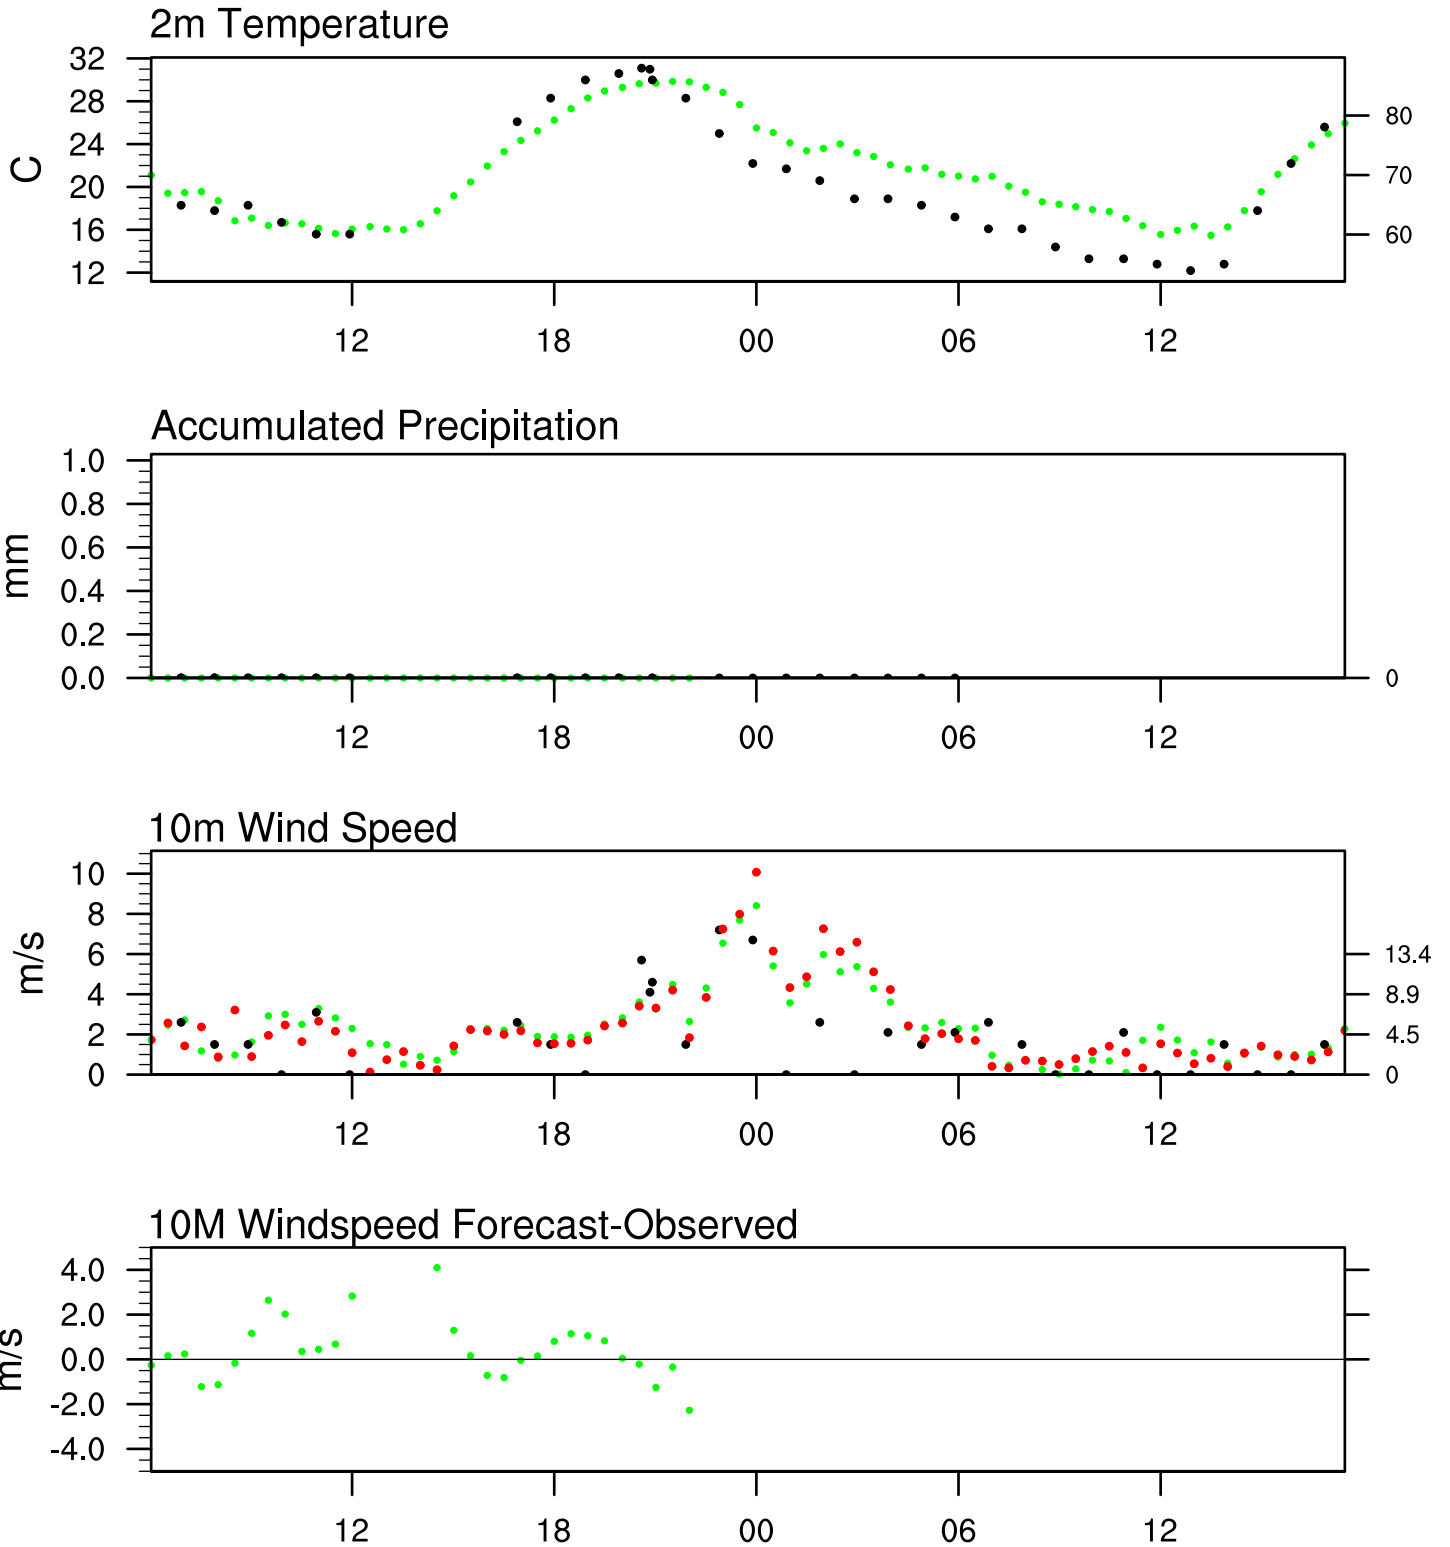 2m Temperature
32
28
24
20
16
12
C
80
70
60
12 18 00 06 12
Accumulated Precipitation
1.0
0.8
0.6
0.4
0.2
0.0
mm
0
12 18 00 06 12
10m Wind Speed
10
8
6
4
2
0
m/s
13.4
8.9
4.5
0
12 18 00 06 12
10M Windspeed Forecast-Observed
4.0
2.0
0.0
-2.0
-4.0
m/s
12 18 00 06 12